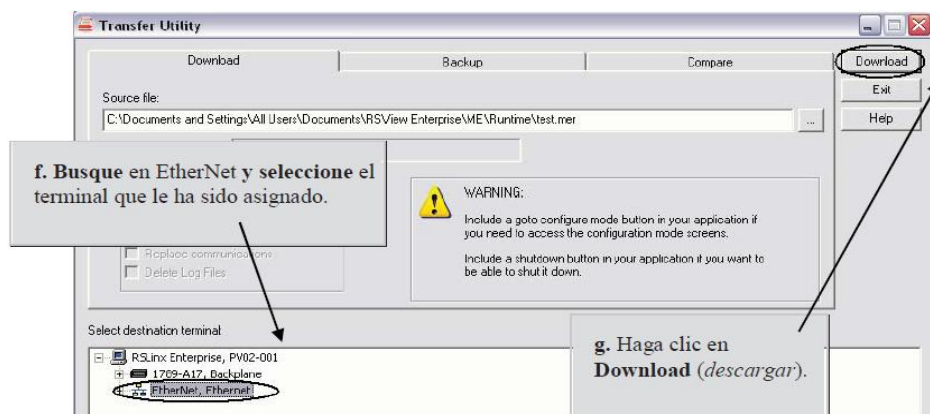 Transfer Utility
Download
Backup
Compare
Download
Exit
Help
Source file:
C:\Documents and Settings\All Users\Documents\RSView Enterprise\ME\Runtime\test.mer
...
f. Busque en EtherNet y seleccione el
terminal que le ha sido asignado.
WARNING:
Include a goto configure mode button in your application if
you need to access the configuration mode screens.
Include a shutdown button in your application if you want to
be able to shut it down.
Replace communications
Delete Log Files
Select destination terminal
RSLinx Enterprise, PV02-001
1789-A17, Backplane
EtherNet, Ethernet
g. Haga clic en
Download (descargar).